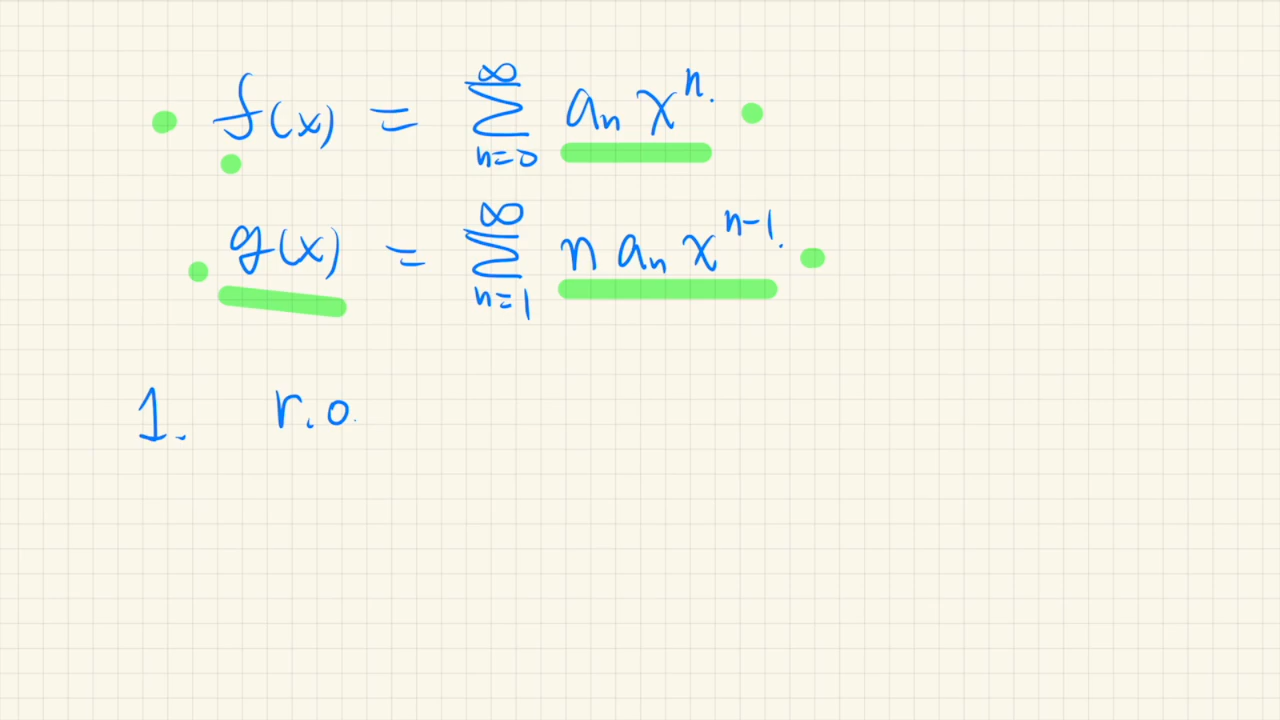 f(x) = ∑_{n=0}^{∞} a_n x^n.
g(x) = ∑_{n=1}^{∞} n a_n x^{n-1}.
1. r.o.